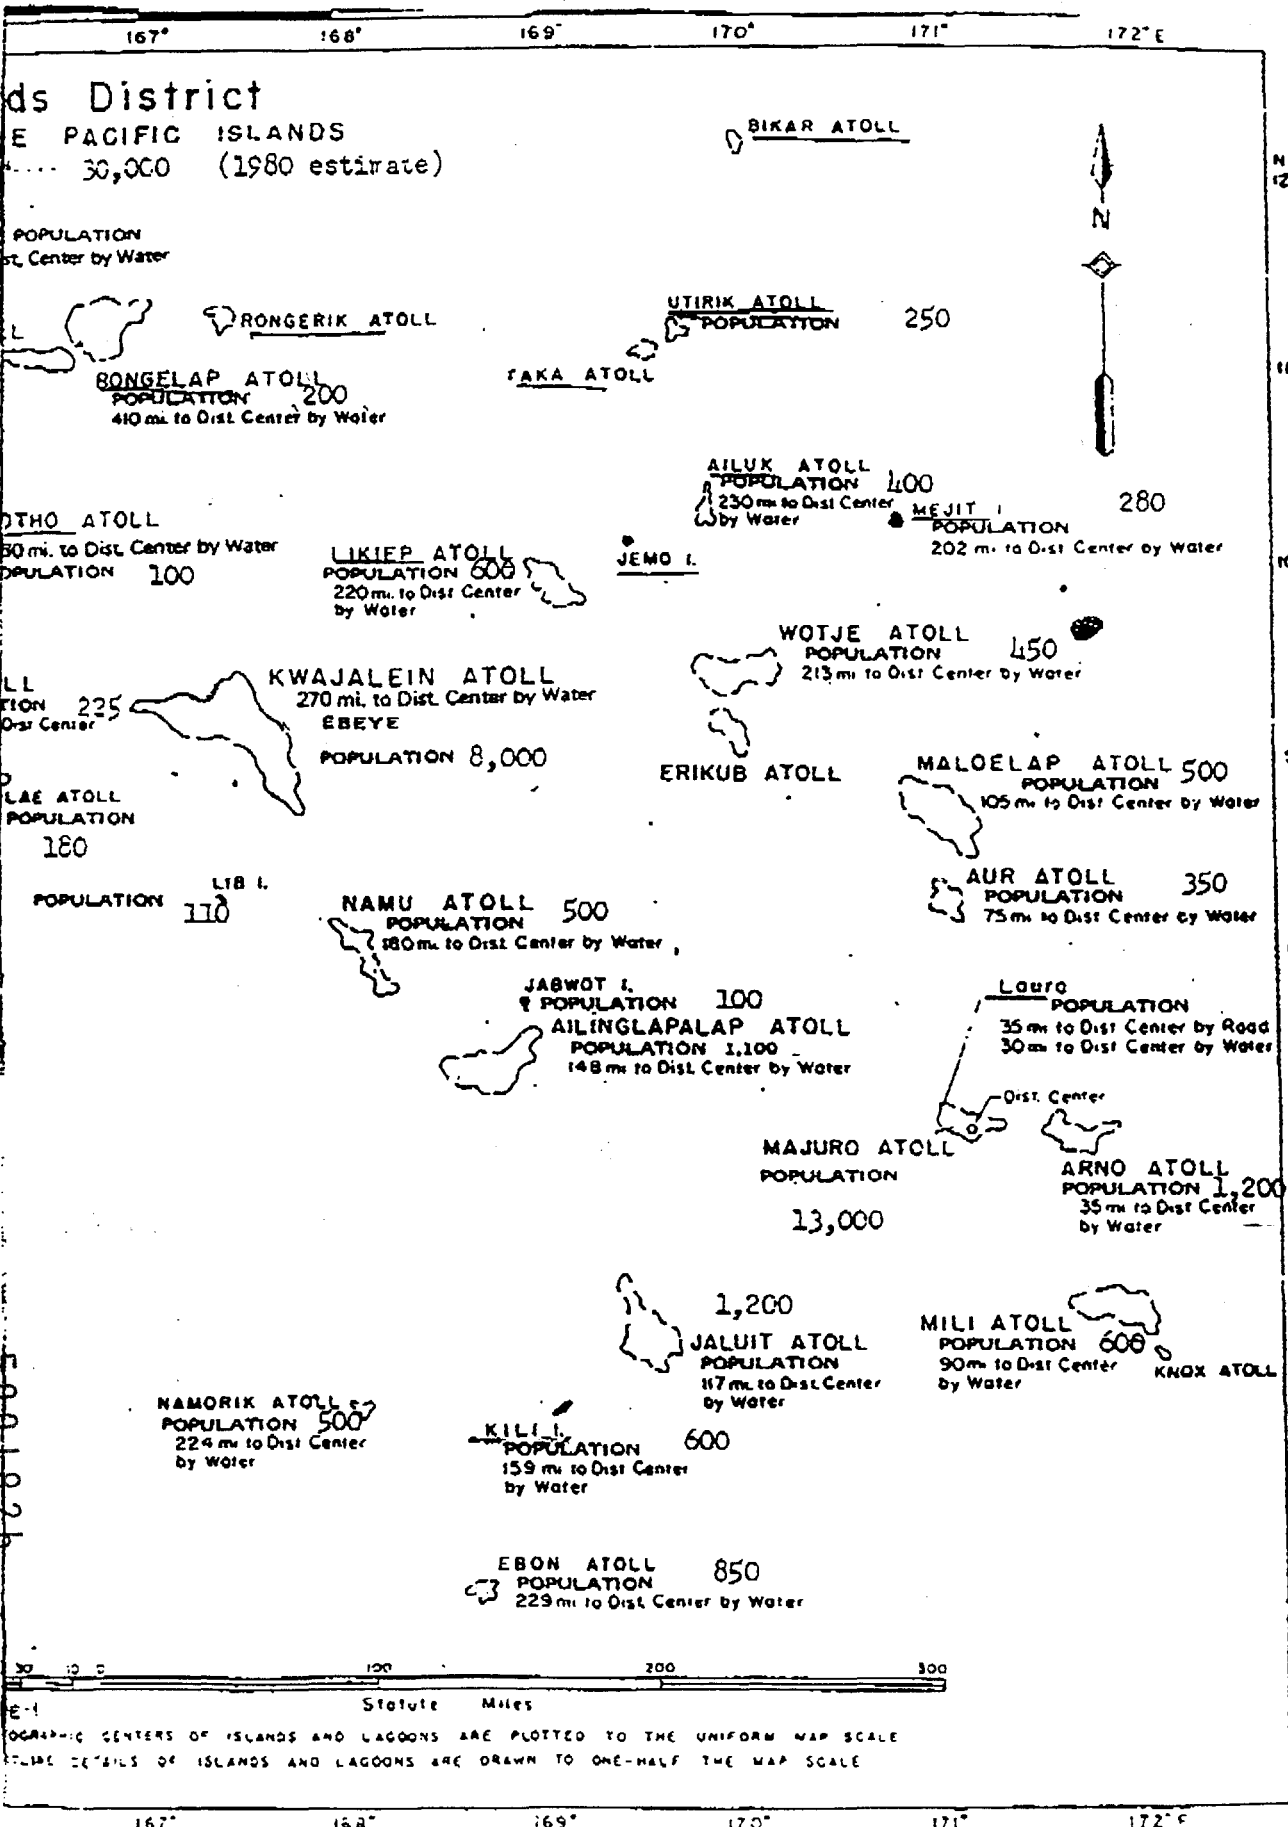 167° 168° 169° 170° 171° 172° E
ds District
E PACIFIC ISLANDS
30,000 (1980 estimate)
BIKAR ATOLL
N
POPULATION
st. Center by Water
RONGERIK ATOLL
UTIRIK ATOLL
POPULATION 250
TAKA ATOLL
RONGELAP ATOLL
POPULATION 200
410 mi. to Dist. Center by Water
AILUK ATOLL
POPULATION 400
230 mi to Dist Center
by Water
MEJIT I
POPULATION 280
202 mi to Dist Center by Water
OTHO ATOLL
50 mi. to Dist. Center by Water
OPULATION 100
LIKIEP ATOLL
POPULATION 600
220 mi. to Dist Center
by Water
JEMO I.
WOTJE ATOLL
POPULATION 450
213 mi to Dist Center by Water
LL
TION 225
Dist Center
KWAJALEIN ATOLL
270 mi. to Dist. Center by Water
EBEYE
POPULATION 8,000
ERIKUB ATOLL
MALOELAP ATOLL 500
POPULATION
105 mi to Dist Center by Water
LAE ATOLL
POPULATION
180
LIB I.
POPULATION 110
NAMU ATOLL 500
POPULATION
180 mi. to Dist Center by Water
AUR ATOLL 350
POPULATION
75 mi to Dist Center by Water
JABWOT I.
POPULATION 100
AILINGLAPALAP ATOLL
POPULATION 1,100
148 mi to Dist. Center by Water
Laura
POPULATION
35 mi to Dist Center by Road
30 mi to Dist Center by Water
Dist. Center
MAJURO ATOLL
POPULATION
13,000
ARNO ATOLL
POPULATION 1,200
35 mi to Dist Center
by Water
1,200
JALUIT ATOLL
POPULATION
117 mi. to Dist. Center
by Water
MILI ATOLL
POPULATION 600
90 mi to Dist Center
by Water
KNOX ATOLL
NAMORIK ATOLL
POPULATION 500
224 mi to Dist Center
by Water
KILI I.
POPULATION 600
159 mi to Dist Center
by Water
EBON ATOLL 850
POPULATION
229 mi to Dist. Center by Water
50 10 0 100 200 300
Statute Miles
OGRAPHIC CENTERS OF ISLANDS AND LAGOONS ARE PLOTTED TO THE UNIFORM MAP SCALE
DETAILS OF ISLANDS AND LAGOONS ARE DRAWN TO ONE-HALF THE MAP SCALE
167° 168° 169° 170° 171° 172° E